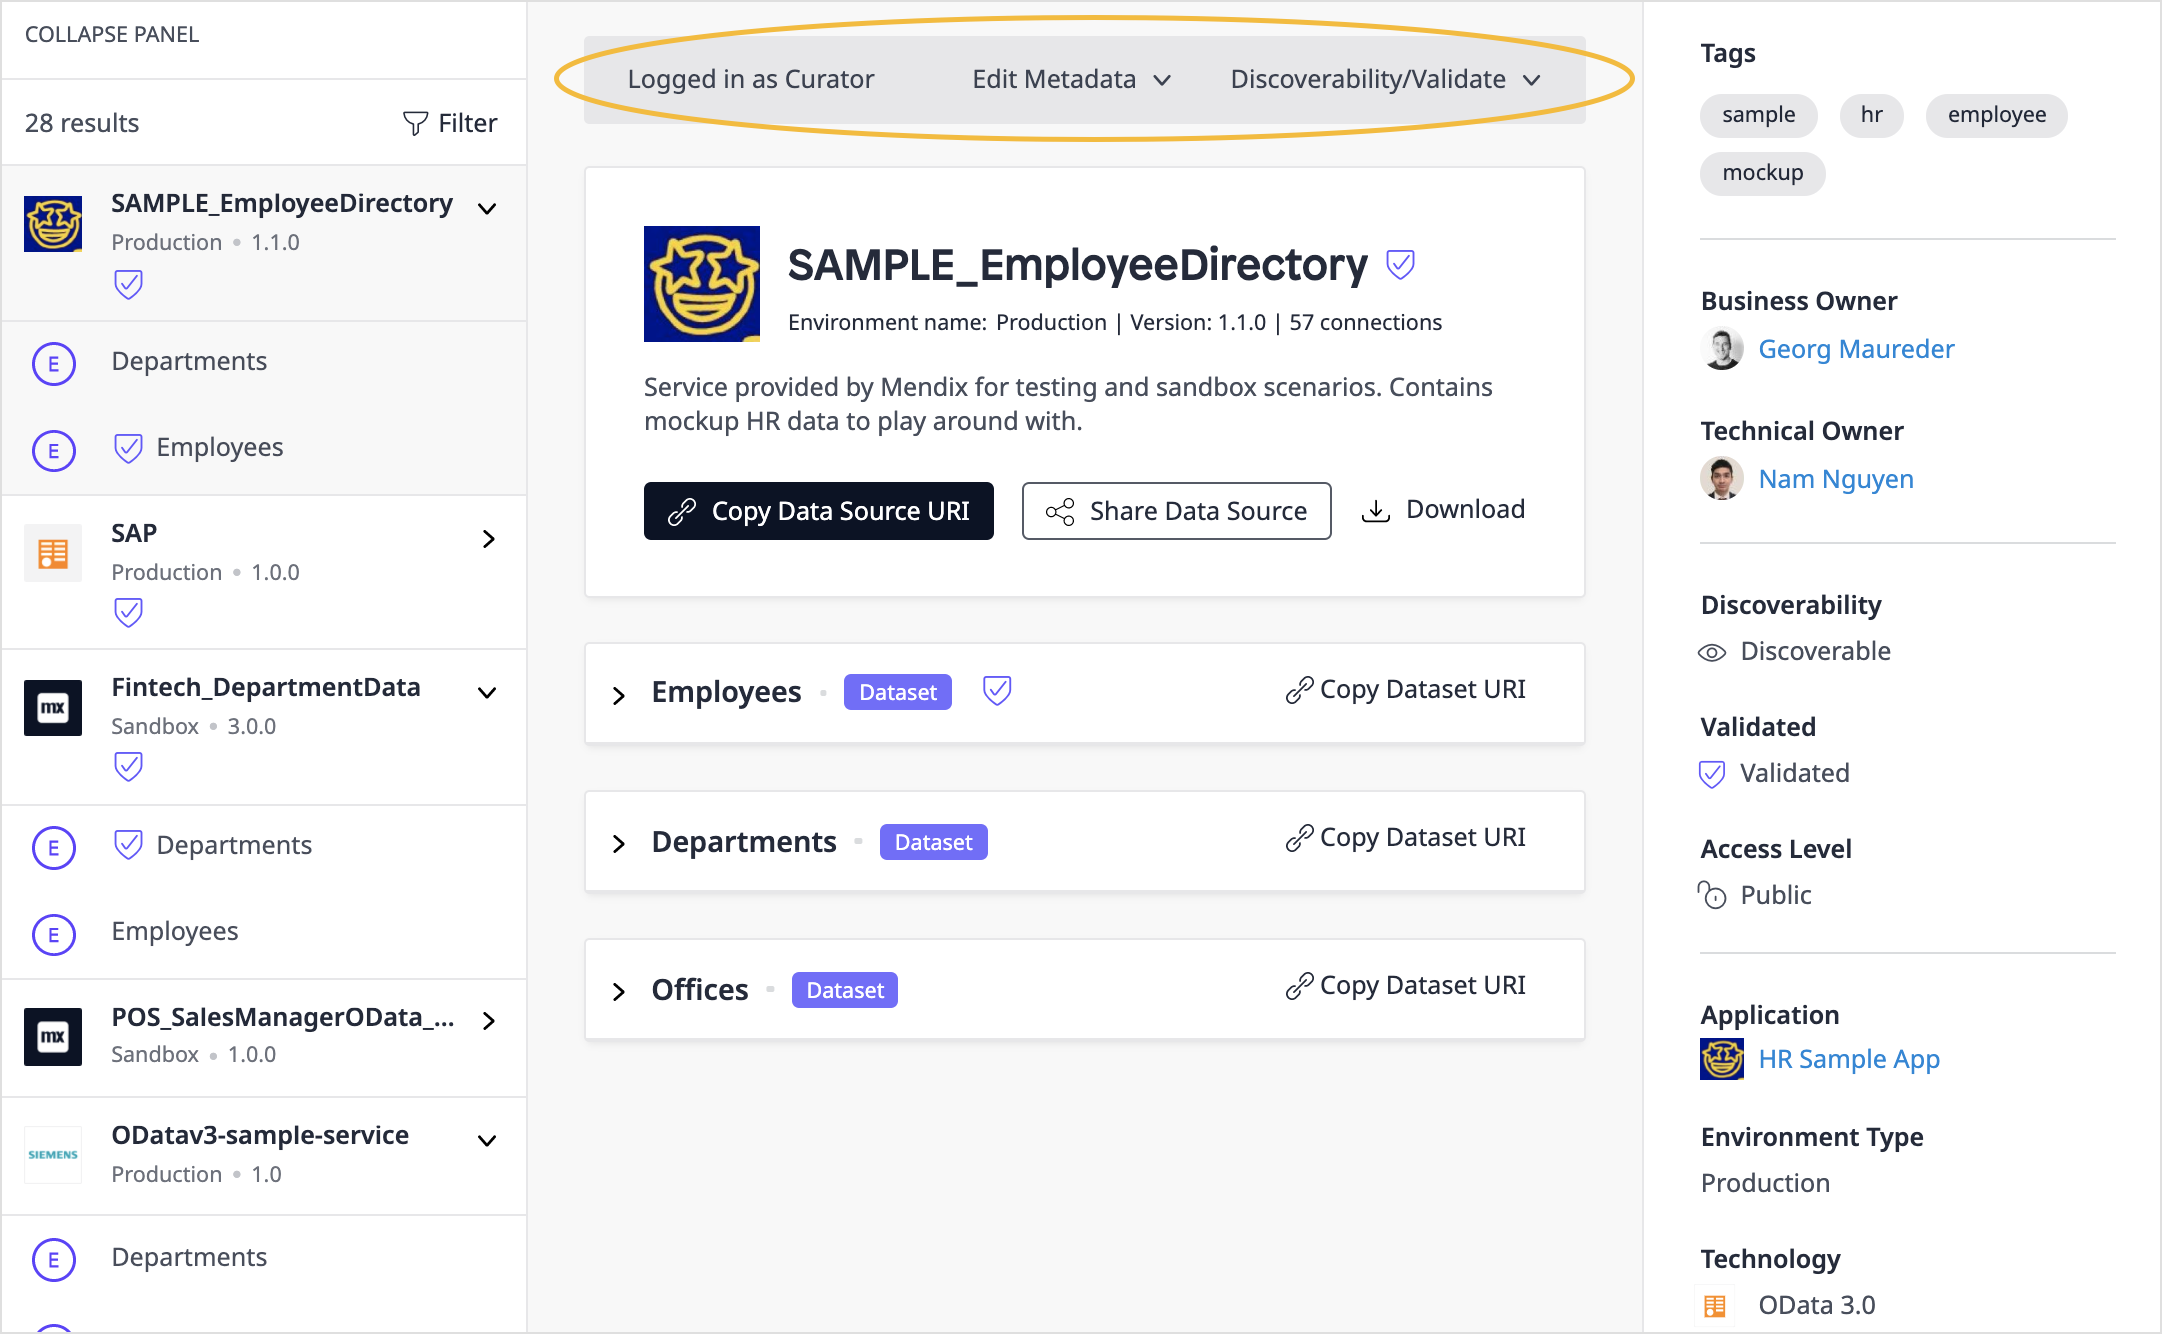 COLLAPSE PANEL
28 results
Filter
SAMPLE_EmployeeDirectory
Production • 1.1.0
E
Departments
E
Employees
SAP
Production • 1.0.0
mx
Fintech_DepartmentData
Sandbox • 3.0.0
E
Departments
E
Employees
mx
POS_SalesManagerOData_...
Sandbox • 1.0.0
SIEMENS
ODatav3-sample-service
Production • 1.0
E
Departments
Logged in as Curator
Edit Metadata
Discoverability/Validate
SAMPLE_EmployeeDirectory
Environment name: Production | Version: 1.1.0 | 57 connections
Service provided by Mendix for testing and sandbox scenarios. Contains
mockup HR data to play around with.
Copy Data Source URI
Share Data Source
Download
Employees
Dataset
Copy Dataset URI
Departments
Dataset
Copy Dataset URI
Offices
Dataset
Copy Dataset URI
Tags
sample
hr
employee
mockup
Business Owner
Georg Maureder
Technical Owner
Nam Nguyen
Discoverability
Discoverable
Validated
Validated
Access Level
Public
Application
HR Sample App
Environment Type
Production
Technology
OData 3.0